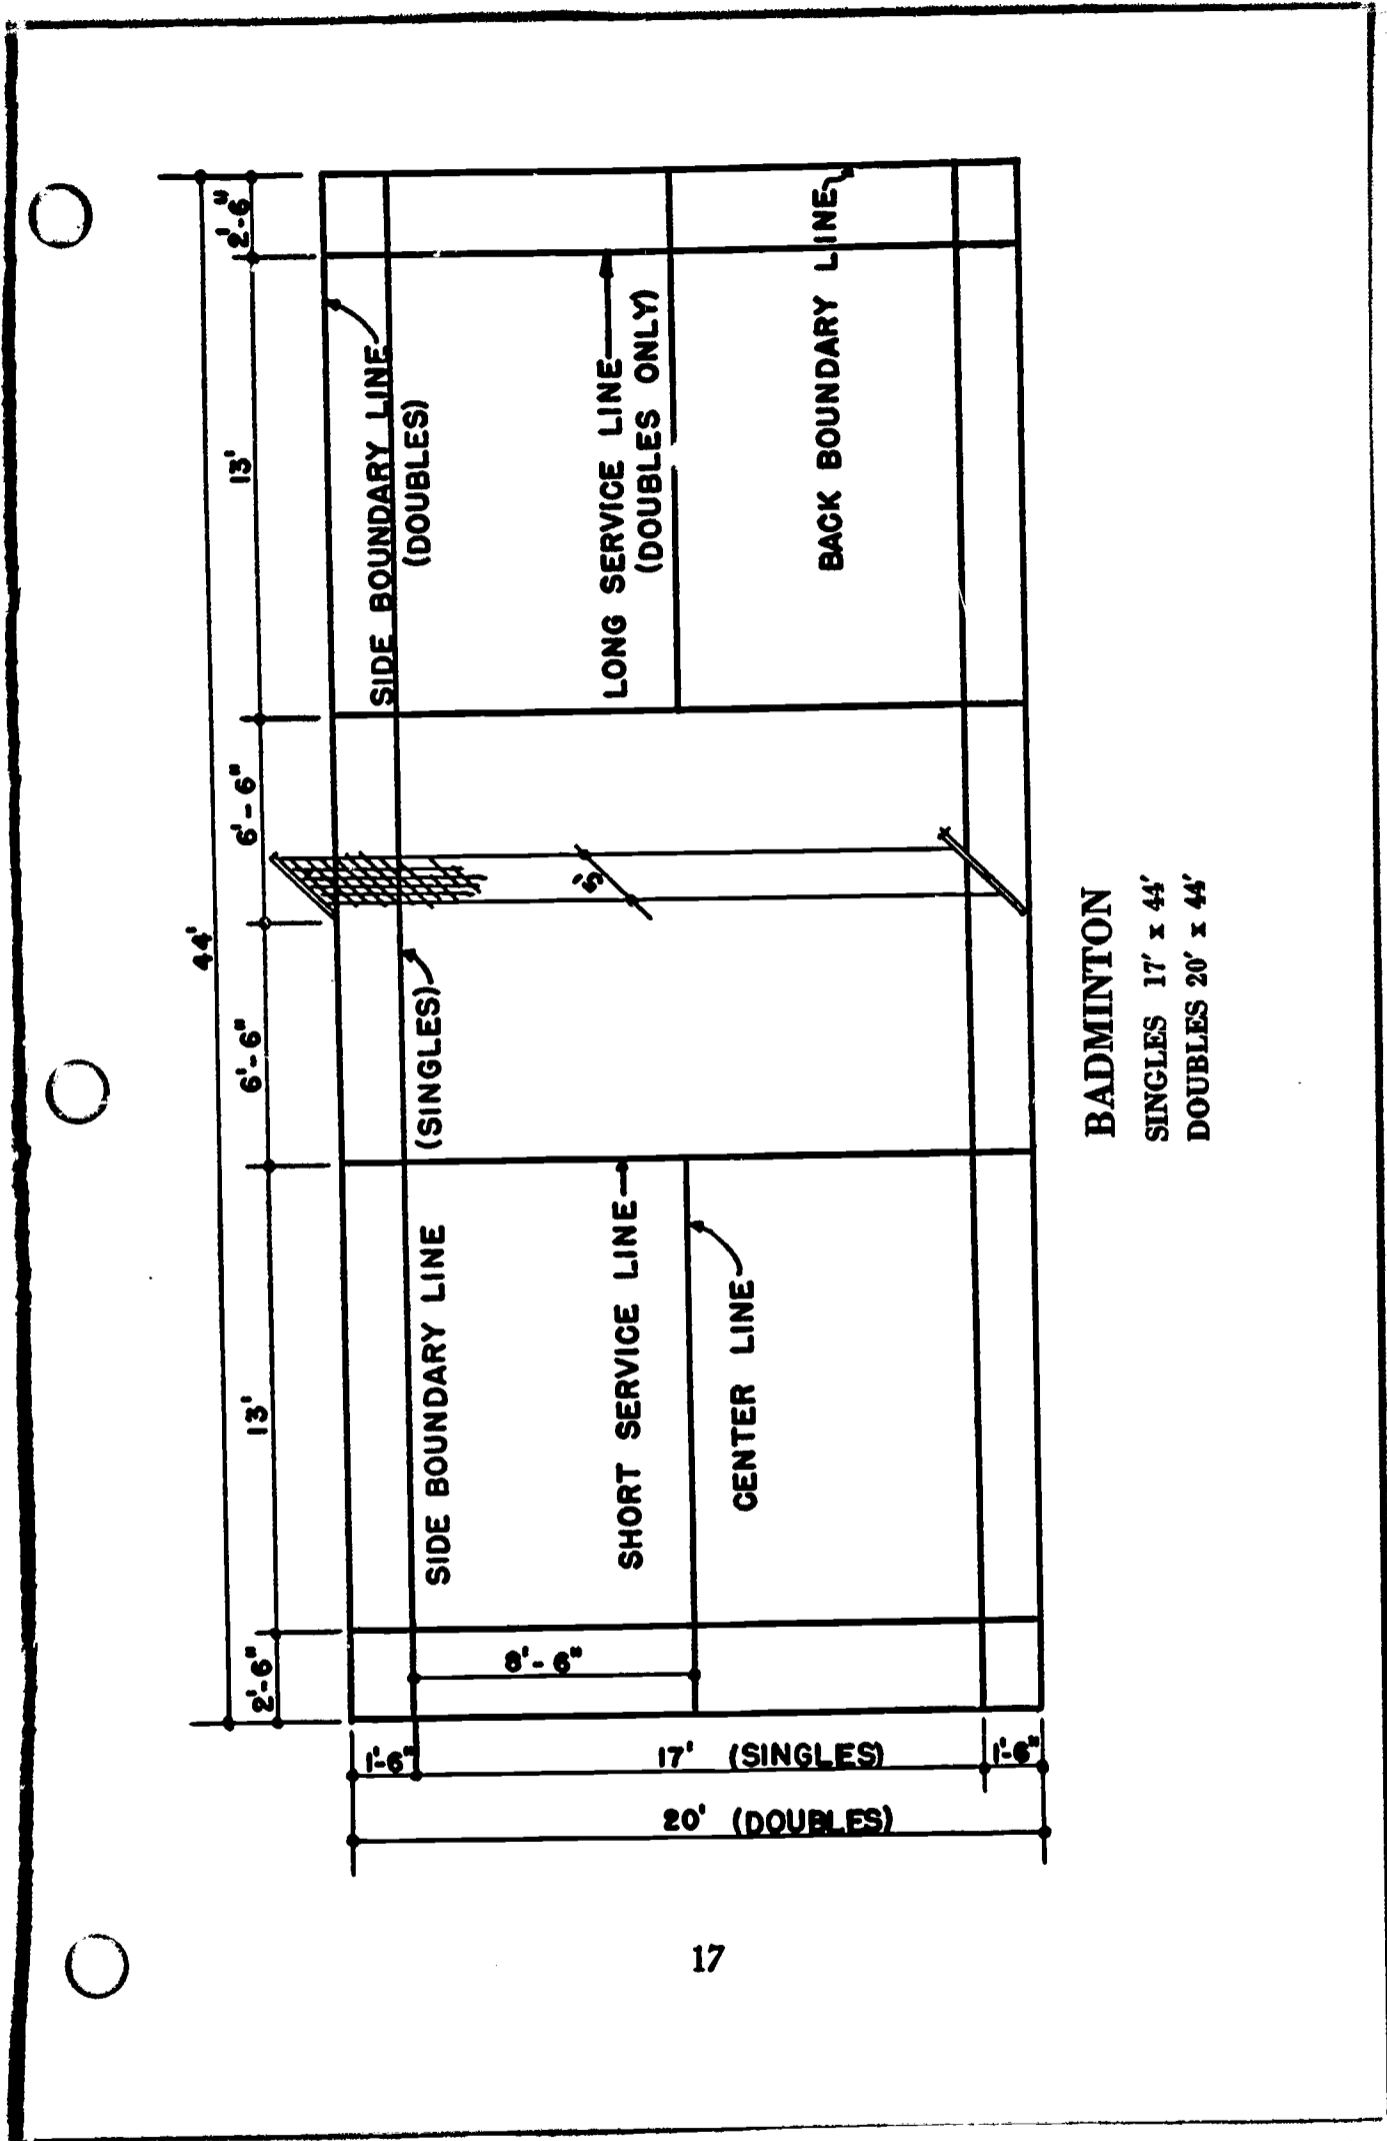 44'
2'-6"
13'
6'-6"
6'-6"
13'
2'-6"
SIDE BOUNDARY LINE
(DOUBLES)
SIDE BOUNDARY LINE (SINGLES)
LONG SERVICE LINE
(DOUBLES ONLY)
SHORT SERVICE LINE
5'
CENTER LINE
BACK BOUNDARY LINE
8'-6"
1'-6"
17' (SINGLES)
1'-6"
20' (DOUBLES)
BADMINTON
SINGLES 17' x 44'
DOUBLES 20' x 44'
17